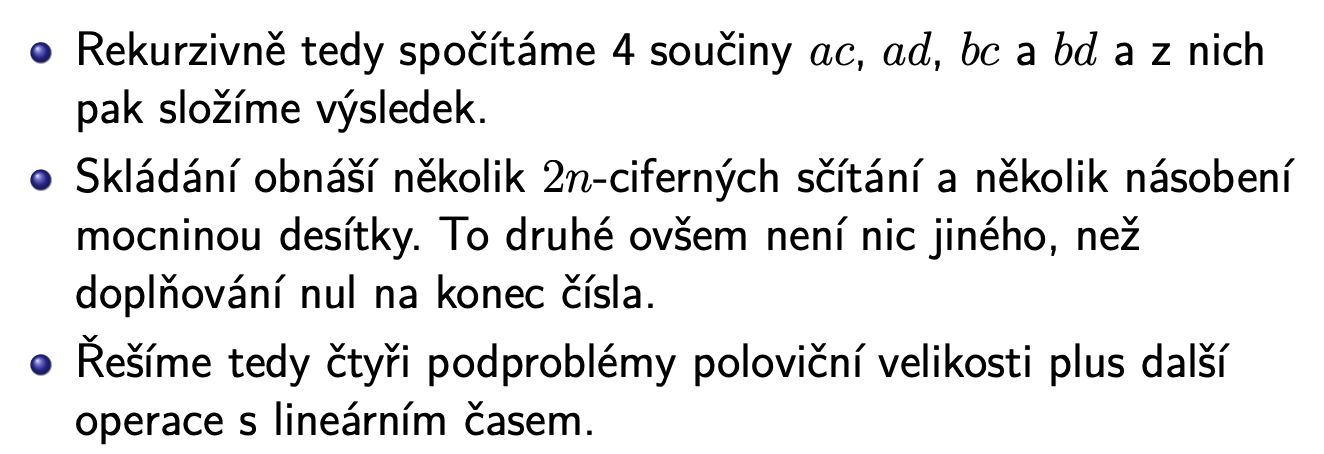 Rekurzivně tedy spočítáme 4 součiny ac, ad, bc a bd a z nich
pak složíme výsledek.
Skládání obnáší několik 2n-ciferných sčítání a několik násobení
mocninou desítky. To druhé ovšem není nic jiného, než
doplňování nul na konec čísla.
Řešíme tedy čtyři podproblémy poloviční velikosti plus další
operace s lineárním časem.